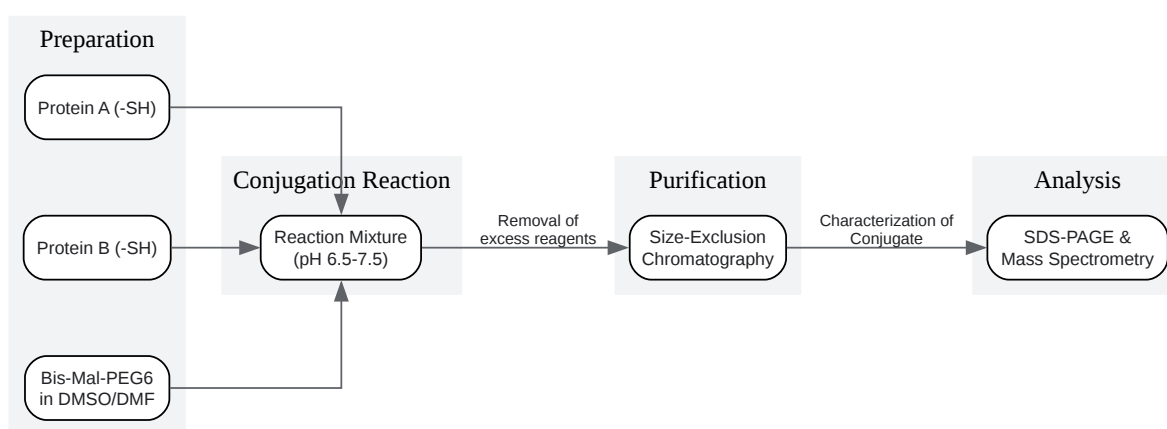 Preparation
Protein A (-SH)
Protein B (-SH)
Bis-Mal-PEG6
in DMSO/DMF
Conjugation Reaction
Reaction Mixture
(pH 6.5-7.5)
Removal of
excess reagents
Purification
Size-Exclusion
Chromatography
Characterization of
Conjugate
Analysis
SDS-PAGE &
Mass Spectrometry